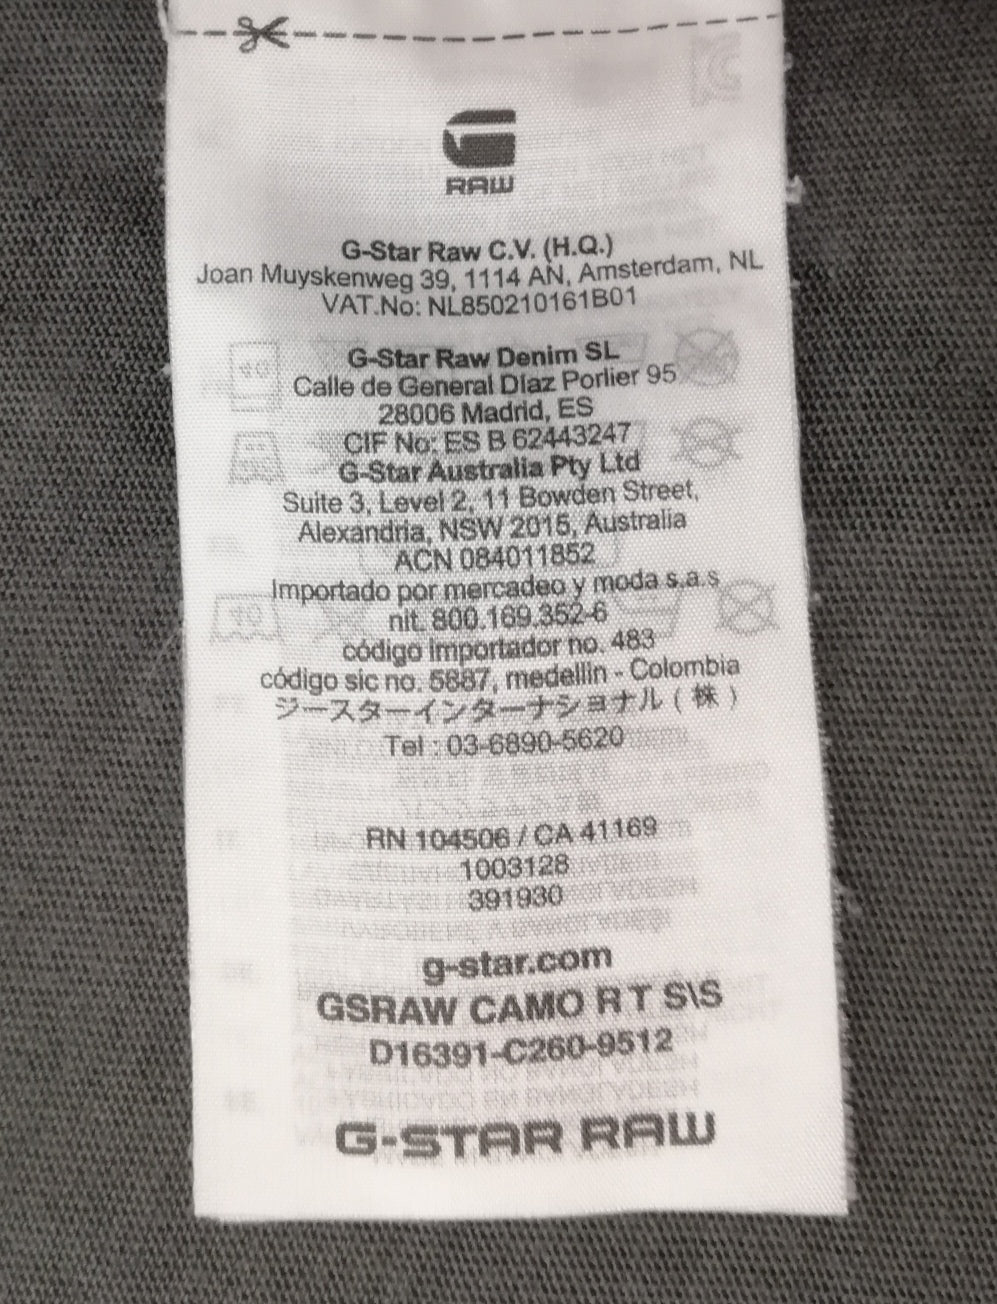 RAW
G-Star Raw C.V. (H.Q.)
Joan Muyskenweg 39, 1114 AN, Amsterdam, NL
VAT.No: NL850210161B01
G-Star Raw Denim SL
Calle de General Diaz Porlier 95
28006 Madrid, ES
CIF No: ES B 62443247
G-Star Australia Pty Ltd
Suite 3, Level 2, 11 Bowden Street,
Alexandria, NSW 2015, Australia
ACN 084011852
Importado por mercadeo y moda s.a.s
nit. 800.169.352-6
código importador no. 483
código sic no. 5887, medellin - Colombia
ジースターインターナショナル(株)
Tel : 03-6890-5620
RN 104506 / CA 41169
1003128
391930
g-star.com
GSRAW CAMO R T S\S
D16391-C260-9512
G-STAR RAW